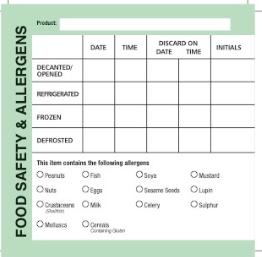 FOOD SAFETY & ALLERGENS
Product:
DATE TIME DISCARD ON DATE TIME INITIALS
DECANTED/
OPENED
REFRIGERATED
FROZEN
DEFROSTED
This item contains the following allergens
Peanuts Fish Soya Mustard
Nuts Eggs Sesame Seeds Lupin
Crustaceans (Shellfish) Milk Celery Sulphur
Molluscs Cereals Containing Gluten